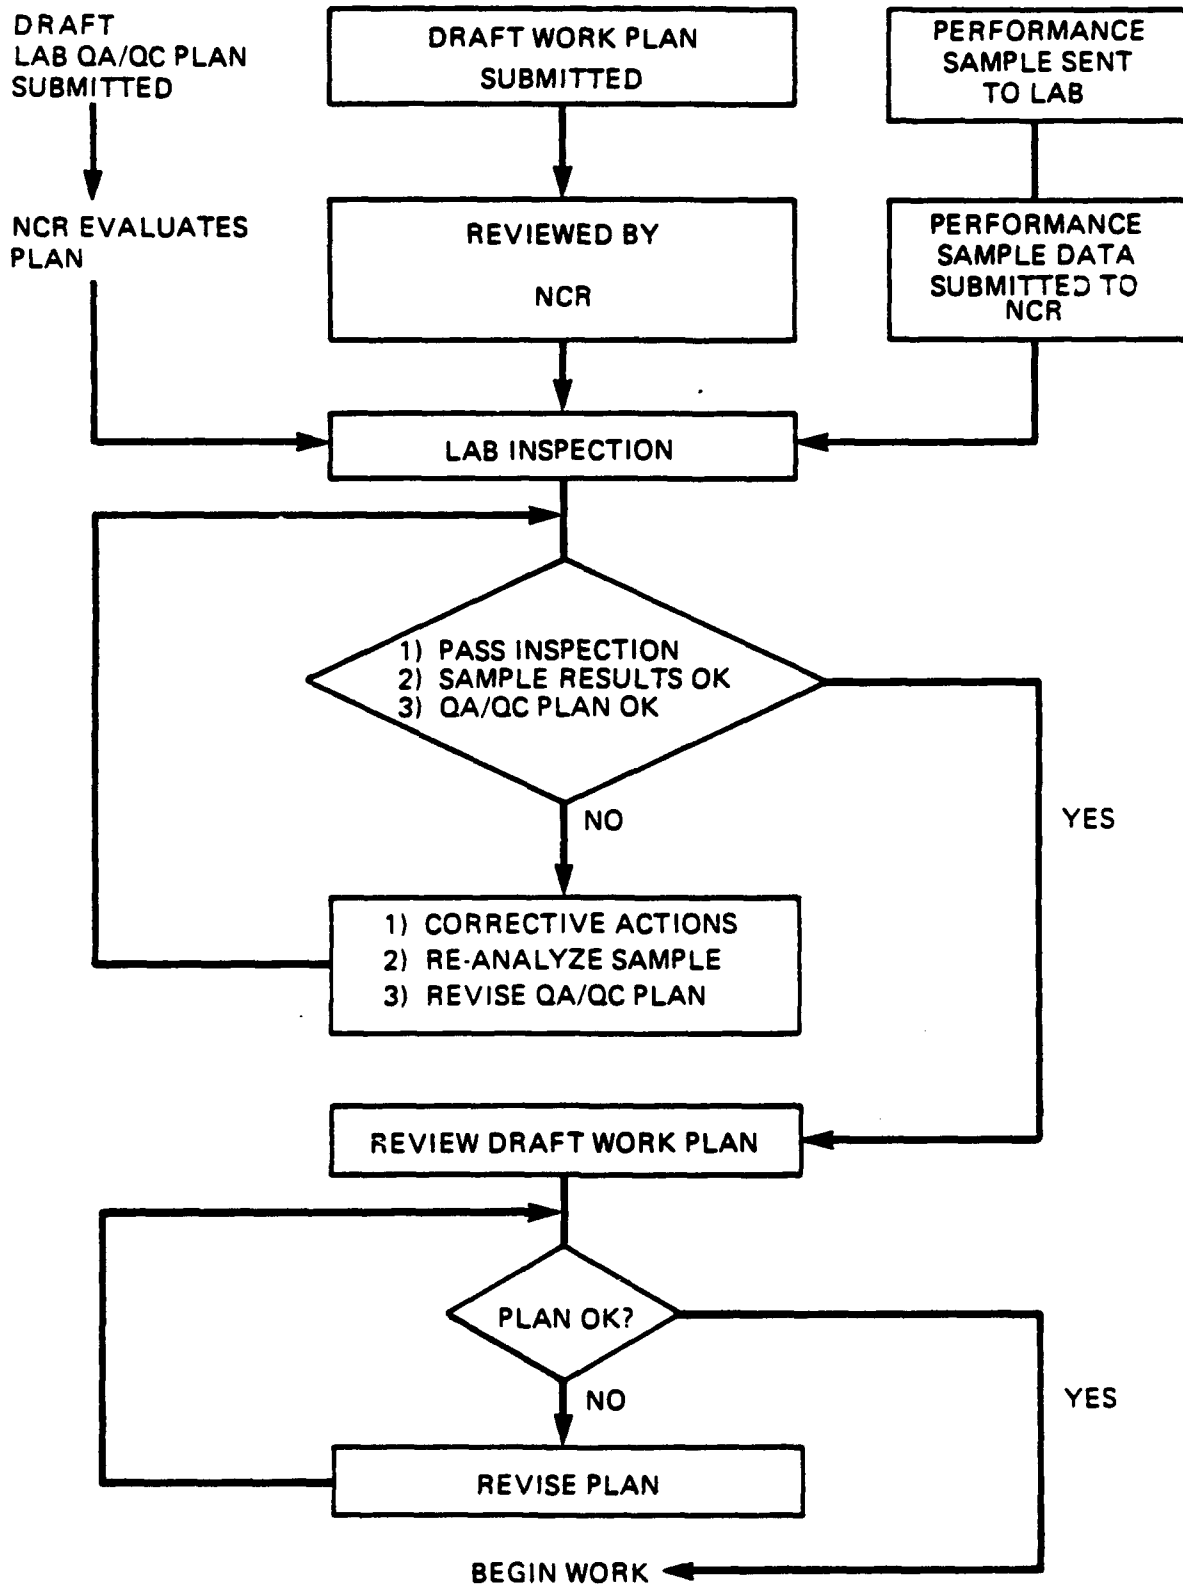 DRAFT
LAB QA/QC PLAN
SUBMITTED
DRAFT WORK PLAN
SUBMITTED
PERFORMANCE
SAMPLE SENT
TO LAB
NCR EVALUATES
PLAN
REVIEWED BY
NCR
PERFORMANCE
SAMPLE DATA
SUBMITTED TO
NCR
LAB INSPECTION
1) PASS INSPECTION
2) SAMPLE RESULTS OK
3) QA/QC PLAN OK
NO
YES
1) CORRECTIVE ACTIONS
2) RE-ANALYZE SAMPLE
3) REVISE QA/QC PLAN
REVIEW DRAFT WORK PLAN
PLAN OK?
NO
YES
REVISE PLAN
BEGIN WORK